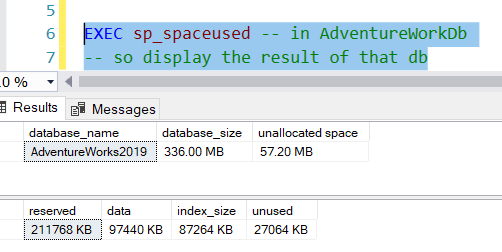 5
6 EXEC sp_spaceused -- in AdventureWorkDb
7 -- so display the result of that db
.0 %
Results Messages
database_name database_size unallocated space
AdventureWorks2019 336.00 MB 57.20 MB
reserved data index_size unused
211768 KB 97440 KB 87264 KB 27064 KB